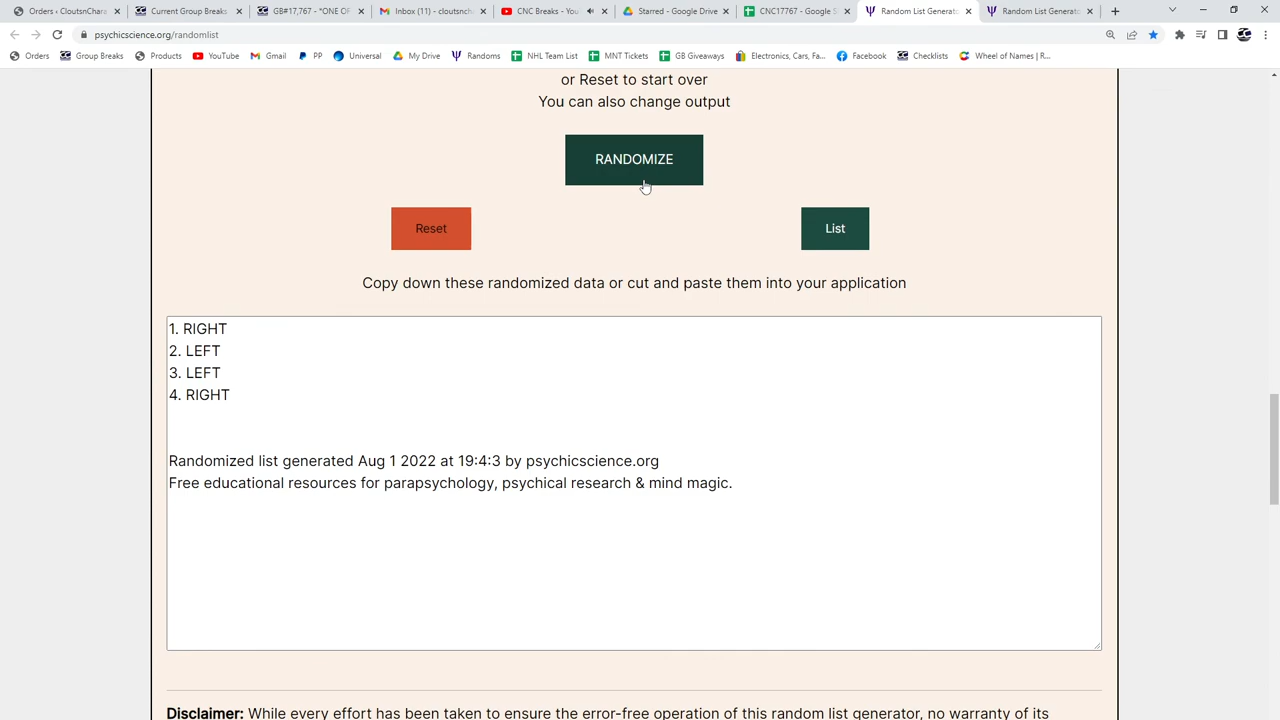 Orders ‹ CloutsnChara
Current Group Breaks
GB#17,767 - "ONE OF
Inbox (11) - cloutsnch
CNC Breaks - You
Starred - Google Drive
CNC17767 - Google S
Random List Generato
Random List Generato
psychicscience.org/randomlist
Orders
Group Breaks
Products
YouTube
Gmail
PP
Universal
My Drive
Randoms
NHL Team List
MNT Tickets
GB Giveaways
Electronics, Cars, Fa...
Facebook
Checklists
Wheel of Names | R...
or Reset to start over
You can also change output
RANDOMIZE
Reset
List
Copy down these randomized data or cut and paste them into your application
1. RIGHT
2. LEFT
3. LEFT
4. RIGHT
Randomized list generated Aug 1 2022 at 19:4:3 by psychicscience.org
Free educational resources for parapsychology, psychical research & mind magic.
Disclaimer: While every effort has been taken to ensure the error-free operation of this random list generator, no warranty of its